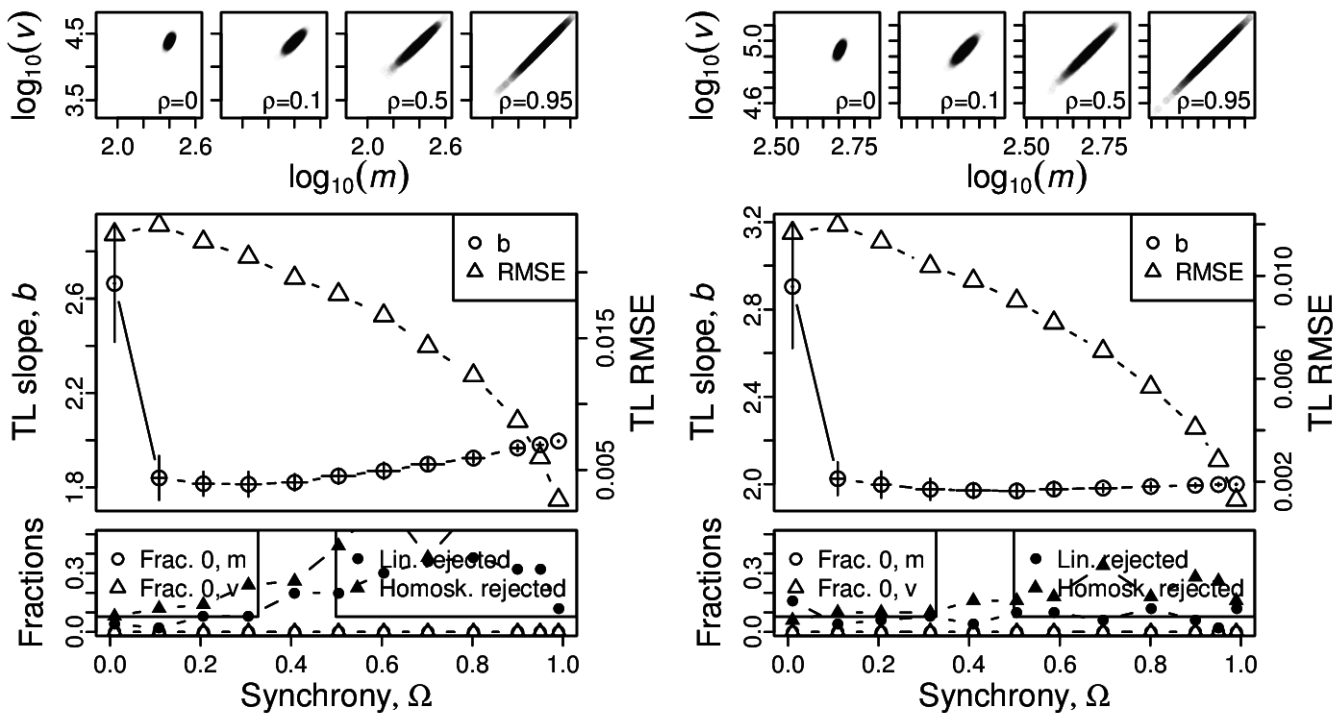 log10(v)
4.5
3.5
ρ=0
ρ=0.1
ρ=0.5
ρ=0.95
2.0
2.6
2.0
2.6
log10(m)
TL slope, b
2.6
2.2
1.8
b
RMSE
0.015
0.005
TL RMSE
Fractions
0.3
0.0
Frac. 0, m
Frac. 0, v
Lin. rejected
Homosk. rejected
0.0
0.2
0.4
0.6
0.8
1.0
Synchrony, Ω
log10(v)
5.0
4.6
ρ=0
ρ=0.1
ρ=0.5
ρ=0.95
2.50
2.75
2.50
2.75
log10(m)
TL slope, b
3.2
2.8
2.4
2.0
b
RMSE
0.010
0.006
0.002
TL RMSE
Fractions
0.3
0.0
Frac. 0, m
Frac. 0, v
Lin. rejected
Homosk. rejected
0.0
0.2
0.4
0.6
0.8
1.0
Synchrony, Ω